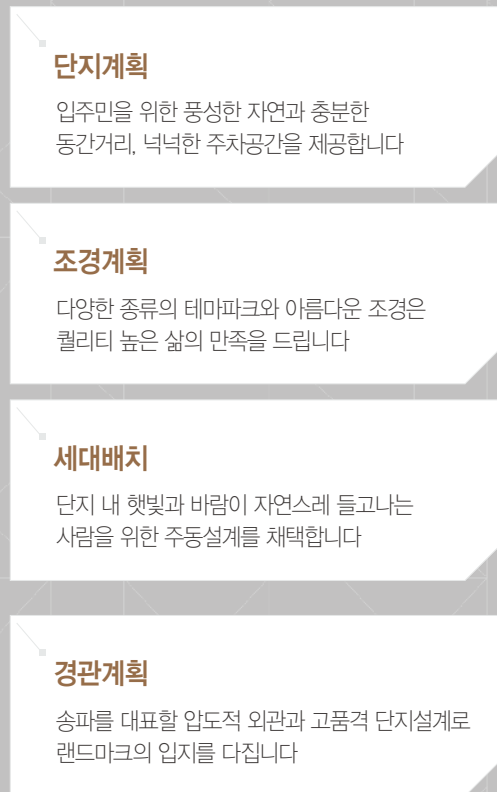 단지계획
입주민을 위한 풍성한 자연과 충분한
동간거리, 넉넉한 주차공간을 제공합니다
조경계획
다양한 종류의 테마파크와 아름다운 조경은
퀄리티 높은 삶의 만족을 드립니다
세대배치
단지 내 햇빛과 바람이 자연스레 들고나는
사람을 위한 주동설계를 채택합니다
경관계획
송파를 대표할 압도적 외관과 고품격 단지설계로
랜드마크의 입지를 다집니다